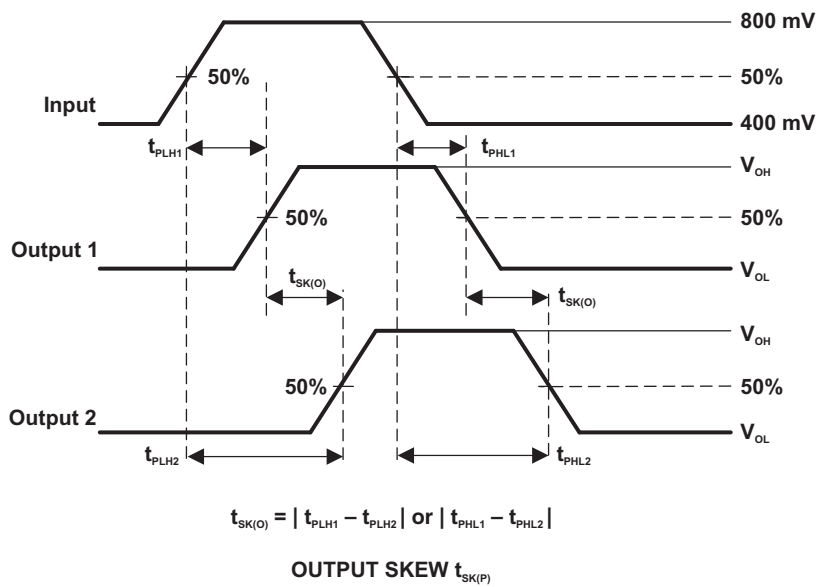 800 mV
50% 50%
Input
400 mV
tPLH1 tPHL1
VOH
50% 50%
Output 1
tSK(O) VOL
tSK(O)
VOH
50% 50%
Output 2
VOL
tPLH2 tPHL2
tSK(O) = | tPLH1 – tPLH2 | or | tPHL1 – tPHL2 |
OUTPUT SKEW tSK(P)